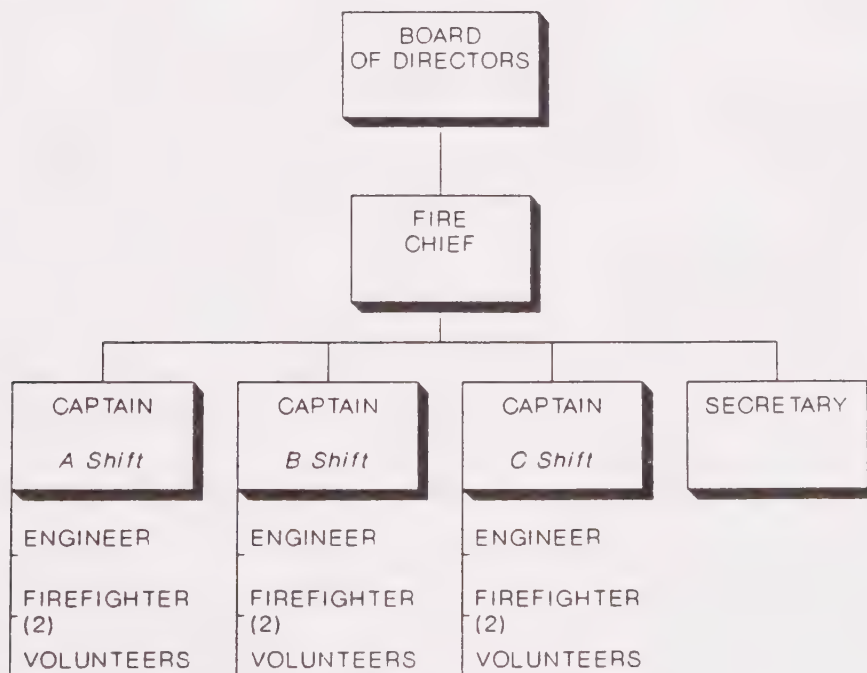 BOARD
OF DIRECTORS
FIRE
CHIEF
CAPTAIN
A Shift
CAPTAIN
B Shift
CAPTAIN
C Shift
SECRETARY
ENGINEER
FIREFIGHTER
(2)
VOLUNTEERS
ENGINEER
FIREFIGHTER
(2)
VOLUNTEERS
ENGINEER
FIREFIGHTER
(2)
VOLUNTEERS